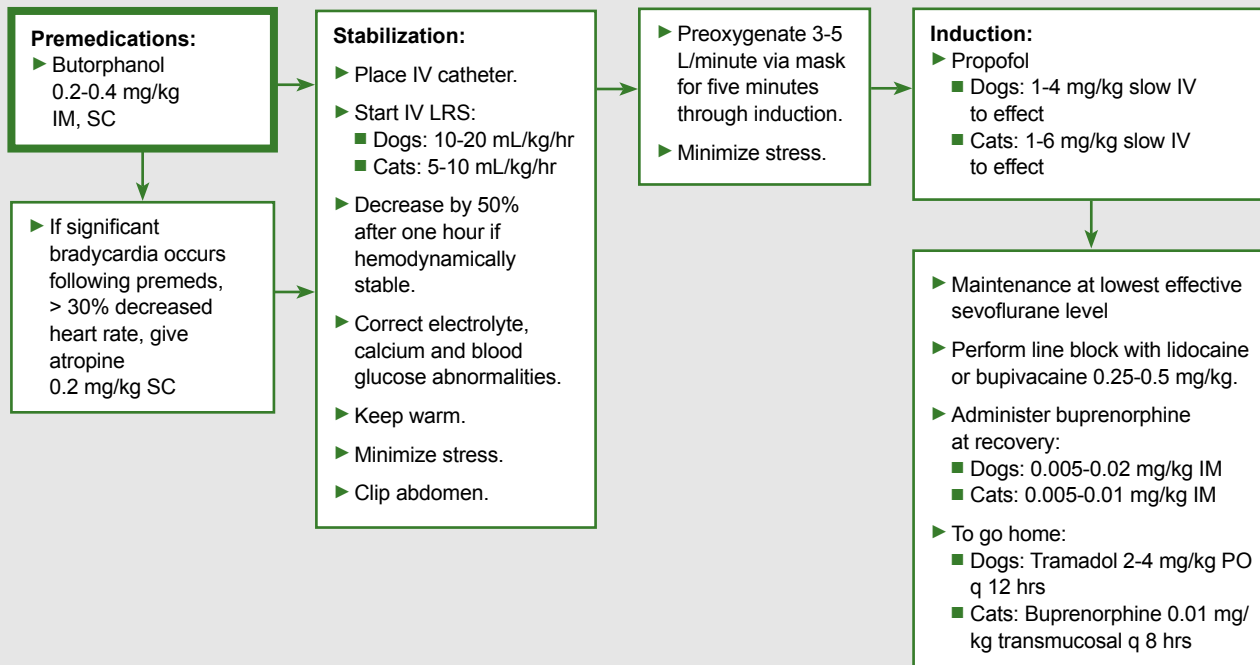 Premedications:
► Butorphanol
0.2-0.4 mg/kg
IM, SC
► If significant
bradycardia occurs
following premeds,
> 30% decreased
heart rate, give
atropine
0.2 mg/kg SC
Stabilization:
► Place IV catheter.
► Start IV LRS:
■ Dogs: 10-20 mL/kg/hr
■ Cats: 5-10 mL/kg/hr
► Decrease by 50%
after one hour if
hemodynamically
stable.
► Correct electrolyte,
calcium and blood
glucose abnormalities.
► Keep warm.
► Minimize stress.
► Clip abdomen.
► Preoxygenate 3-5
L/minute via mask
for five minutes
through induction.
► Minimize stress.
Induction:
► Propofol
■ Dogs: 1-4 mg/kg slow IV
to effect
■ Cats: 1-6 mg/kg slow IV
to effect
► Maintenance at lowest effective
sevoflurane level
► Perform line block with lidocaine
or bupivacaine 0.25-0.5 mg/kg.
► Administer buprenorphine
at recovery:
■ Dogs: 0.005-0.02 mg/kg IM
■ Cats: 0.005-0.01 mg/kg IM
► To go home:
■ Dogs: Tramadol 2-4 mg/kg PO
q 12 hrs
■ Cats: Buprenorphine 0.01 mg/
kg transmucosal q 8 hrs